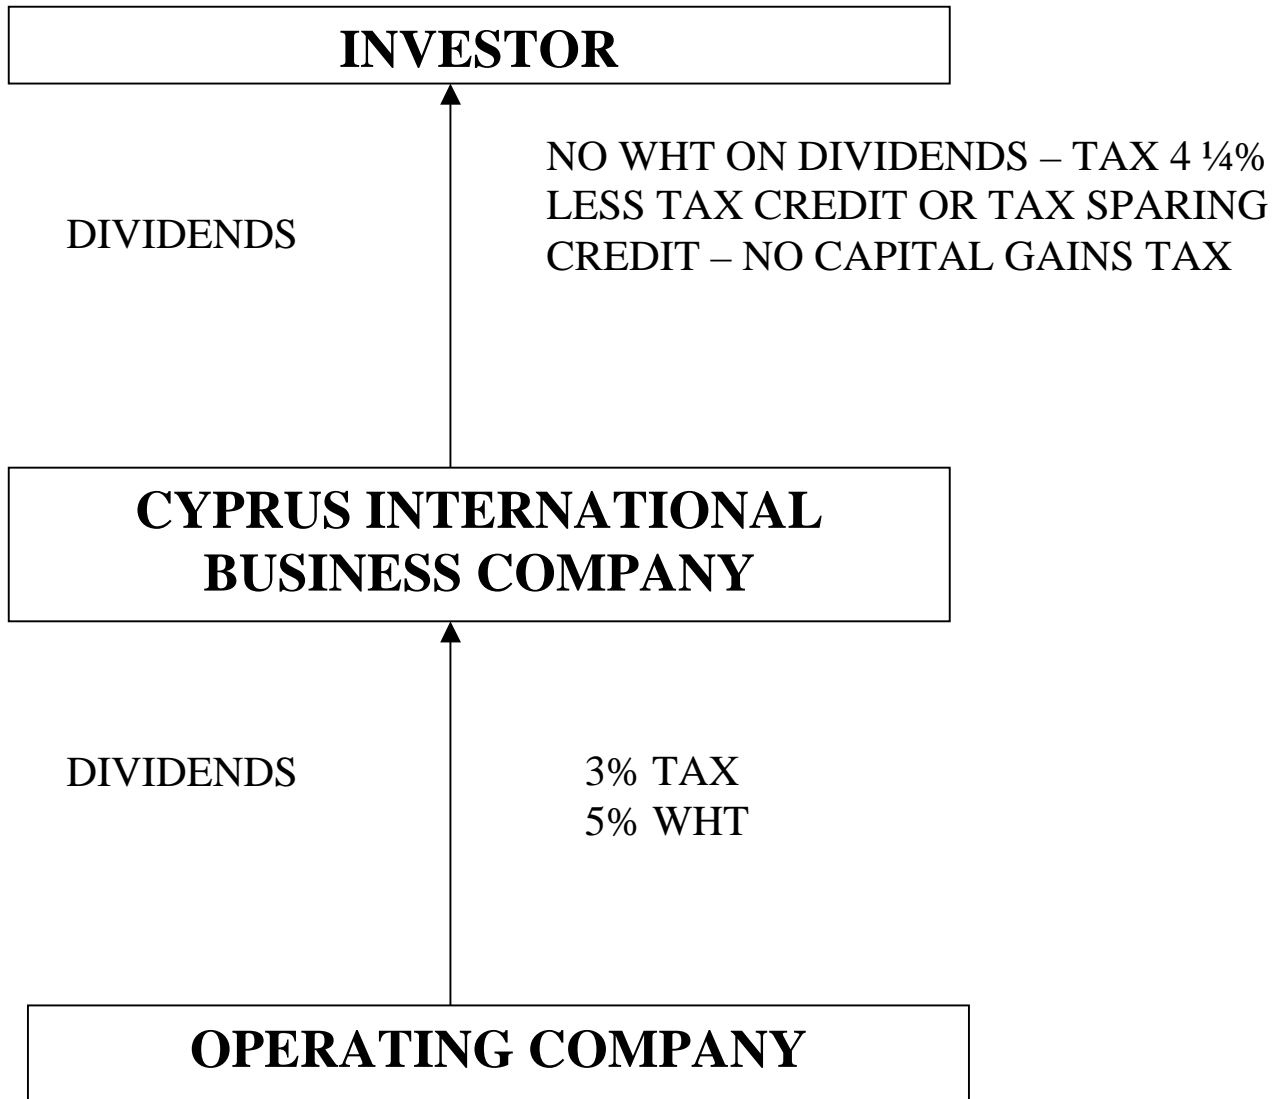 INVESTOR
NO WHT ON DIVIDENDS – TAX 4 ¼%
LESS TAX CREDIT OR TAX SPARING
CREDIT – NO CAPITAL GAINS TAX
DIVIDENDS
CYPRUS INTERNATIONAL
BUSINESS COMPANY
DIVIDENDS
3% TAX
5% WHT
OPERATING COMPANY